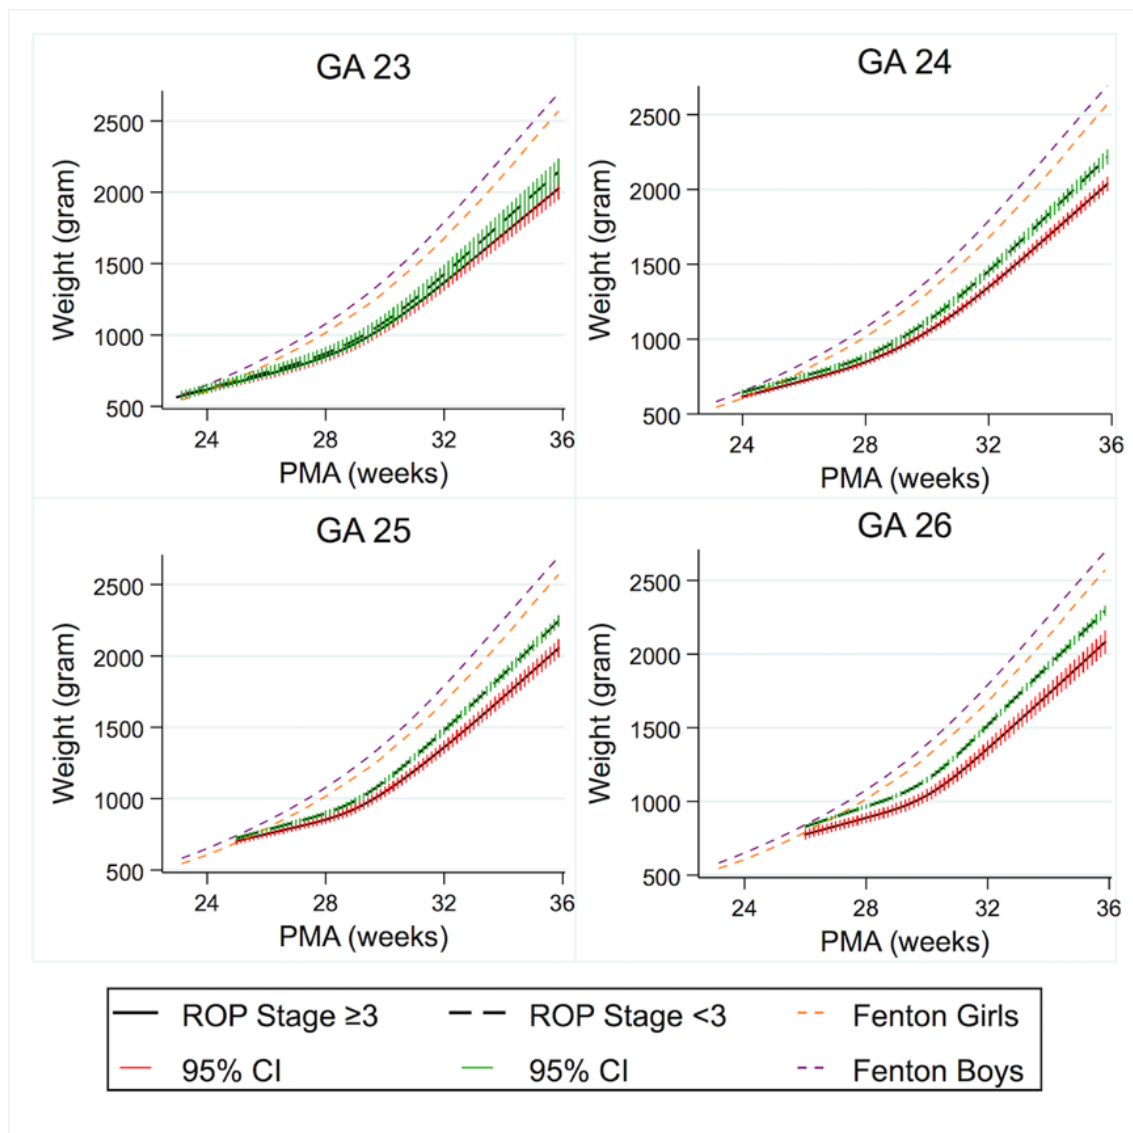 GA 23
Weight (gram)
2500
2000
1500
1000
500
24 28 32 36
PMA (weeks)
GA 24
Weight (gram)
2500
2000
1500
1000
500
24 28 32 36
PMA (weeks)
GA 25
Weight (gram)
2500
2000
1500
1000
500
24 28 32 36
PMA (weeks)
GA 26
Weight (gram)
2500
2000
1500
1000
500
24 28 32 36
PMA (weeks)
ROP Stage ≥3 ROP Stage <3 Fenton Girls
95% CI 95% CI Fenton Boys